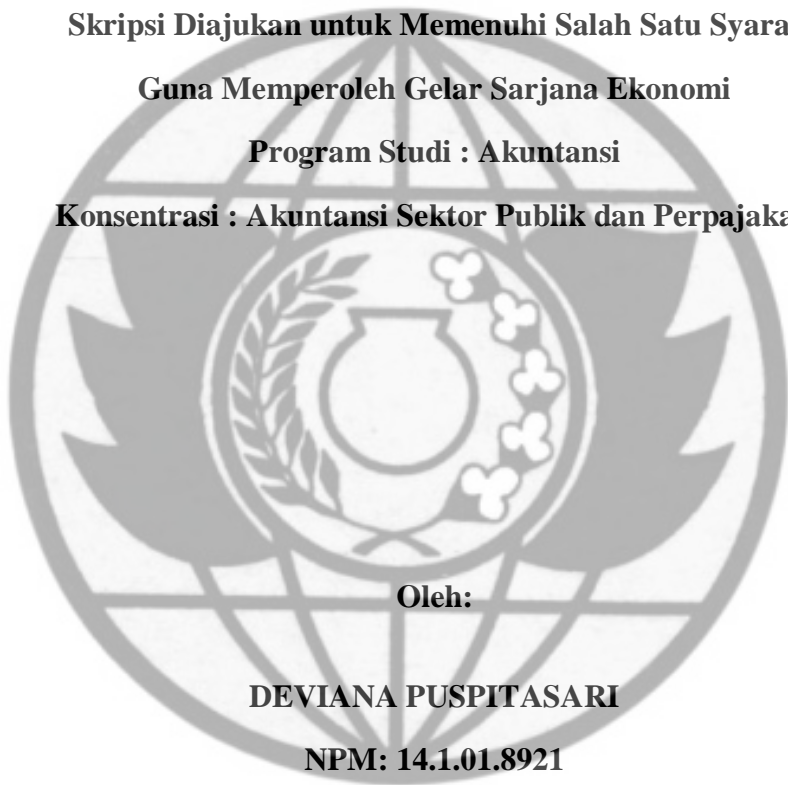 Skripsi Diajukan untuk Memenuhi Salah Satu Syara
Guna Memperoleh Gelar Sarjana Ekonomi
Program Studi : Akuntansi
Konsentrasi : Akuntansi Sektor Publik dan Perpajaka
Oleh:
DEVIANA PUSPITASARI
NPM: 14.1.01.8921